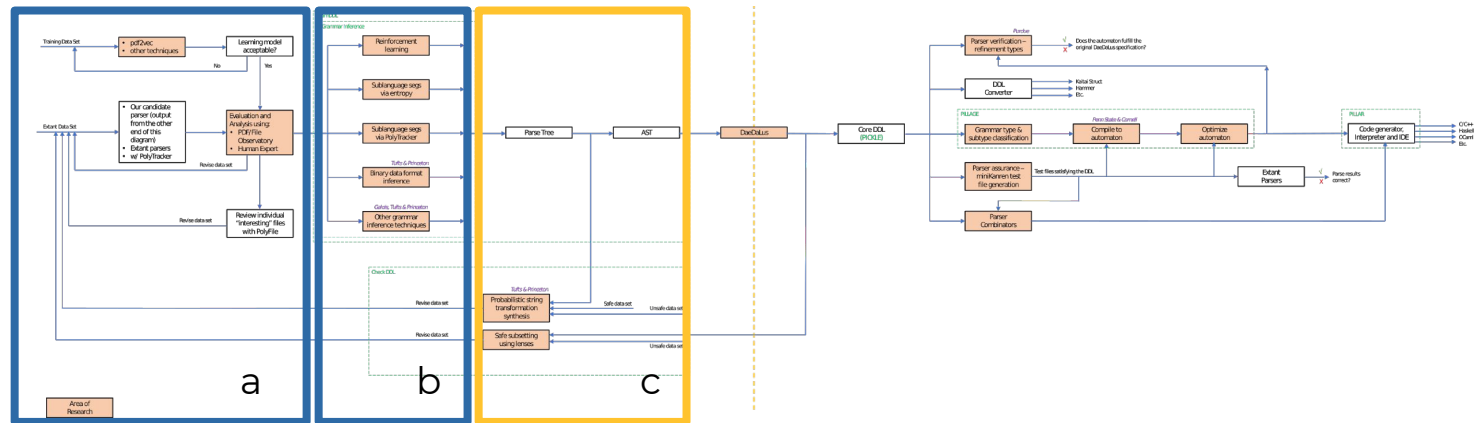 Training Data Set
• pdf2vec
• other techniques
Learning model
acceptable?
No
Yes
Extant Data Set
• Our candidate
parser (output
from the other
end of this
diagram)
• Extant parsers
• w/ PolyTracker
Evaluation and
Analysis using:
• PDF/File
Observatory
• Human Expert
Revise data set
Revise data set
Review individual
"interesting" files
with PolyFile
a
Area of
Research
Grammar Inference
Reinforcement
learning
Sublanguage segs
via entropy
Sublanguage segs
via PolyTracker
Tufts & Princeton
Binary data format
inference
Galois, Tufts & Princeton
Other grammar
inference techniques
Check DDL
Revise data set
Revise data set
b
Parse Tree
AST
Tufts & Princeton
Probabilistic string
transformation
synthesis
Safe data set
Unsafe data set
Safe subsetting
using lenses
Unsafe data set
c
DaeDaLus
Core DDL
(PICKLE)
Purdue
Parser verification –
refinement types
√
X
Does the automaton fulfill the
original DaeDaLus specification?
DDL
Converter
Kaitai Struct
Hammer
Etc.
PILLAGE
Grammar type &
subtype classification
Penn State & Cornell
Compile to
automaton
Optimize
automaton
PILLAR
Code generator,
Interpreter and IDE
C/C++
Haskell
OCaml
Etc.
Parser assurance –
miniKanren test
file generation
Test files satisfying the DDL
Extant
Parsers
√
X
Parse results
correct?
Parser
Combinators